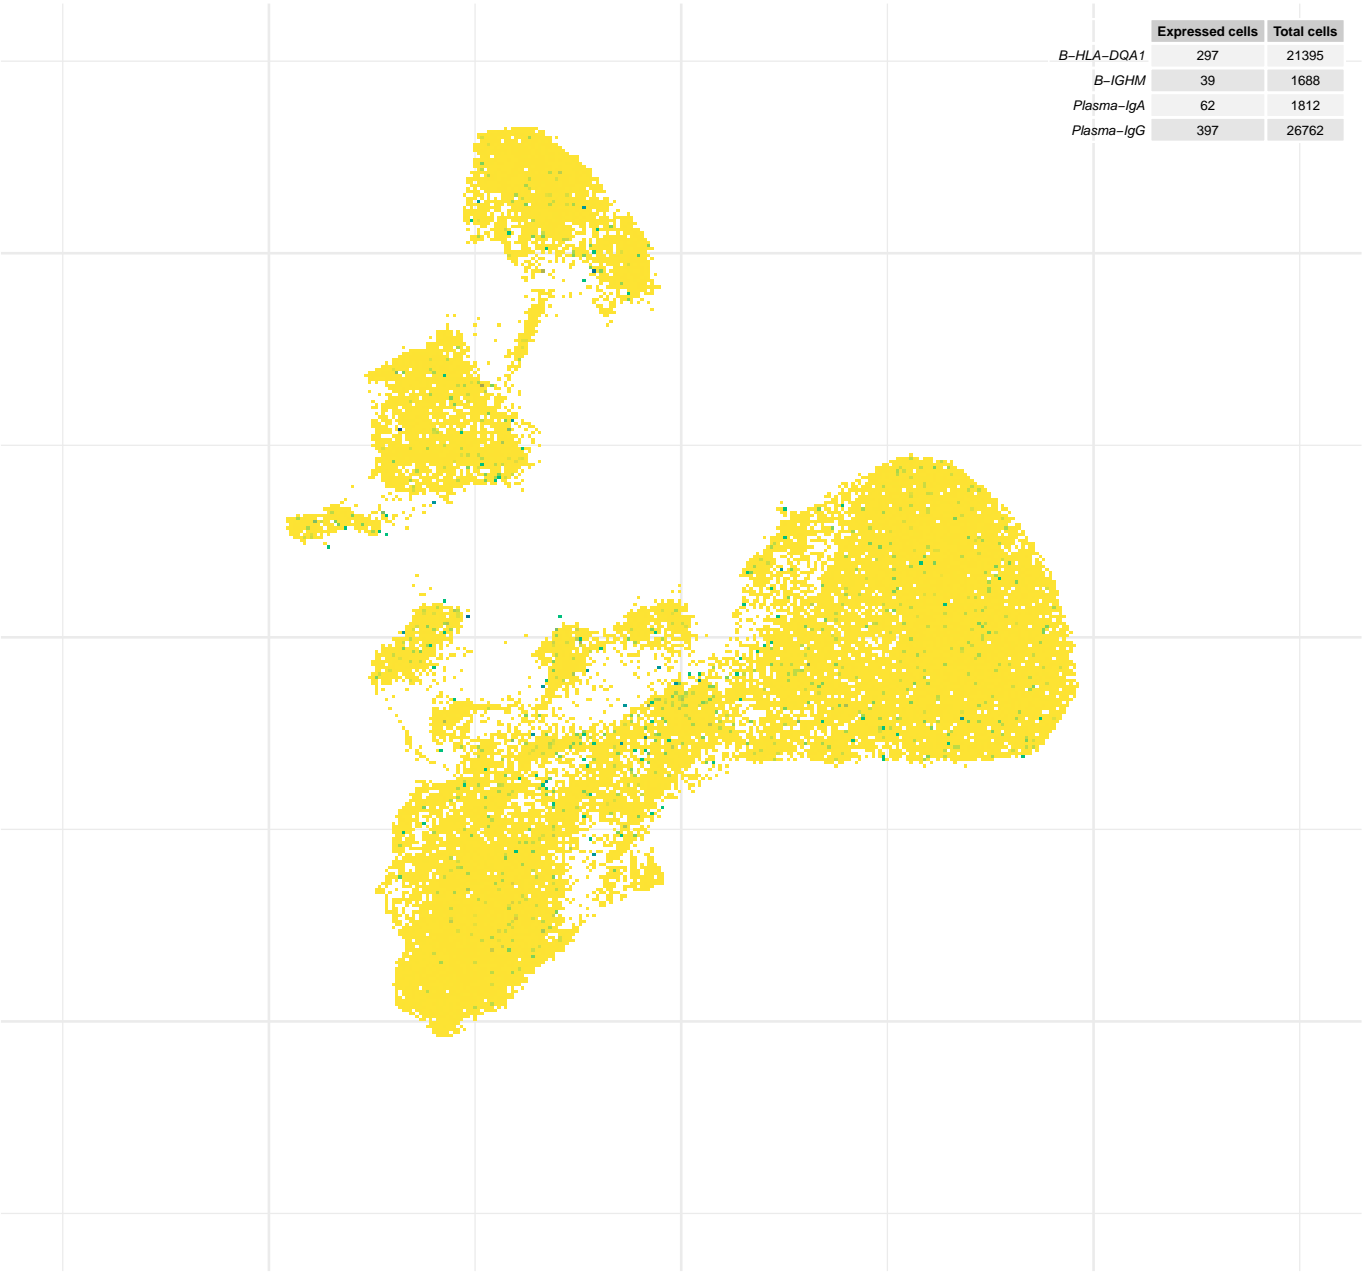 Expressed cells Total cells
B−HLA−DQA1 297 21395
B−IGHM 39 1688
Plasma−IgA 62 1812
Plasma−IgG 397 26762